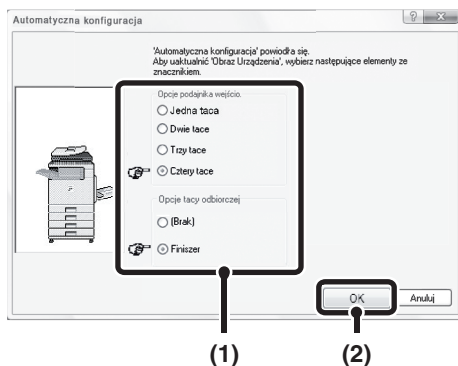 Automatyczna konfiguracja
'Automatyczna konfiguracja' powiodła się.
Aby uaktualnić 'Obraz Urządzenia', wybierz następujące elementy ze
znacznikiem.
Opcje podajnika wejścio.
Jedna taca
Dwie tace
Trzy tace
Cztery tace
Opcje tacy odbiorczej
(Brak)
Finiszer
OK
Anuluj
(1)
(2)